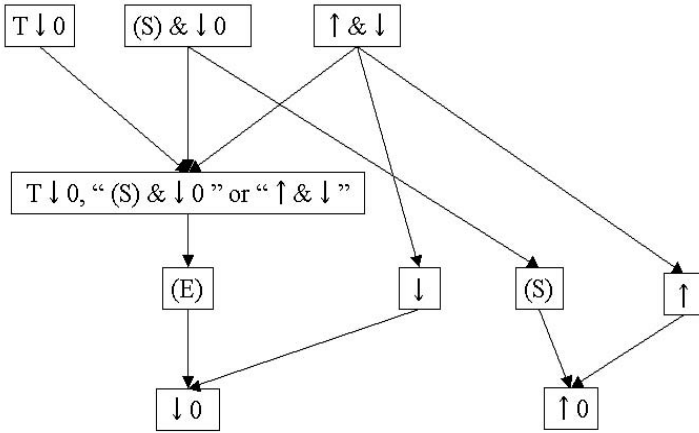 T↓0
(S) & ↓0
↑ & ↓
T↓0, “ (S) & ↓0 ” or “ ↑ & ↓ ”
(E)
↓
(S)
↑
↓0
↑0